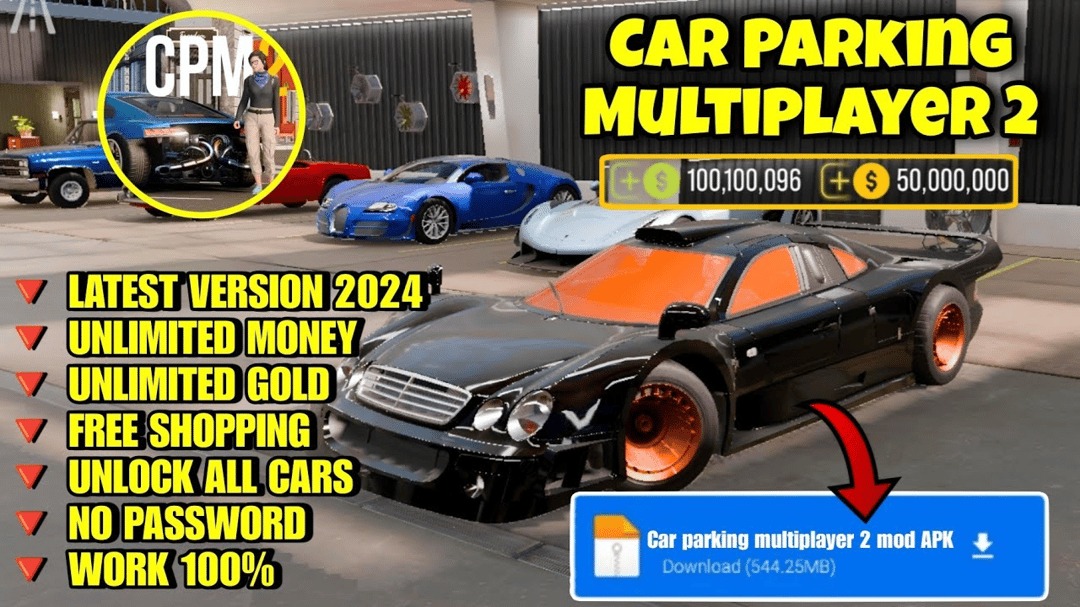 CPM
CAR PARKING
MULTIPLAYER 2
+ $ 100,100,096 + $ 50,000,000
LATEST VERSION 2024
UNLIMITED MONEY
UNLIMITED GOLD
FREE SHOPPING
UNLOCK ALL CARS
NO PASSWORD
WORK 100%
Car parking multiplayer 2 mod APK
Download (544.25MB)